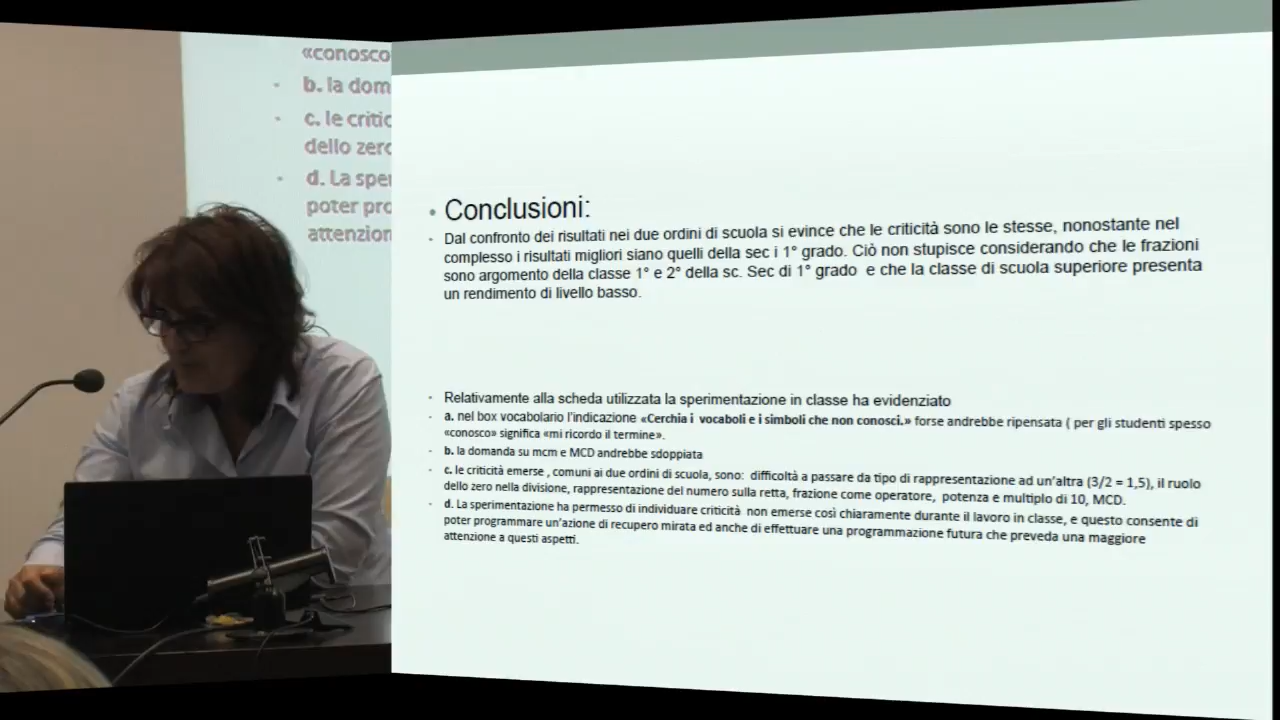 «conosco
b. la dom
c. le critic
dello zero
d. La sper
poter pro
attenzion
• Conclusioni:
• Dal confronto dei risultati nei due ordini di scuola si evince che le criticità sono le stesse, nonostante nel
complesso i risultati migliori siano quelli della sec i 1° grado. Ciò non stupisce considerando che le frazioni
sono argomento della classe 1° e 2° della sc. Sec di 1° grado e che la classe di scuola superiore presenta
un rendimento di livello basso.
• Relativamente alla scheda utilizzata la sperimentazione in classe ha evidenziato
• a. nel box vocabolario l'indicazione «Cerchia i vocaboli e i simboli che non conosci.» forse andrebbe ripensata ( per gli studenti spesso
«conosco» significa «mi ricordo il termine».
• b. la domanda su mcm e MCD andrebbe sdoppiata
• c. le criticità emerse , comuni ai due ordini di scuola, sono: difficoltà a passare da tipo di rappresentazione ad un'altra (3/2 = 1,5), il ruolo
dello zero nella divisione, rappresentazione del numero sulla retta, frazione come operatore, potenza e multiplo di 10, MCD.
• d. La sperimentazione ha permesso di individuare criticità non emerse così chiaramente durante il lavoro in classe, e questo consente di
poter programmare un'azione di recupero mirata ed anche di effettuare una programmazione futura che preveda una maggiore
attenzione a questi aspetti.